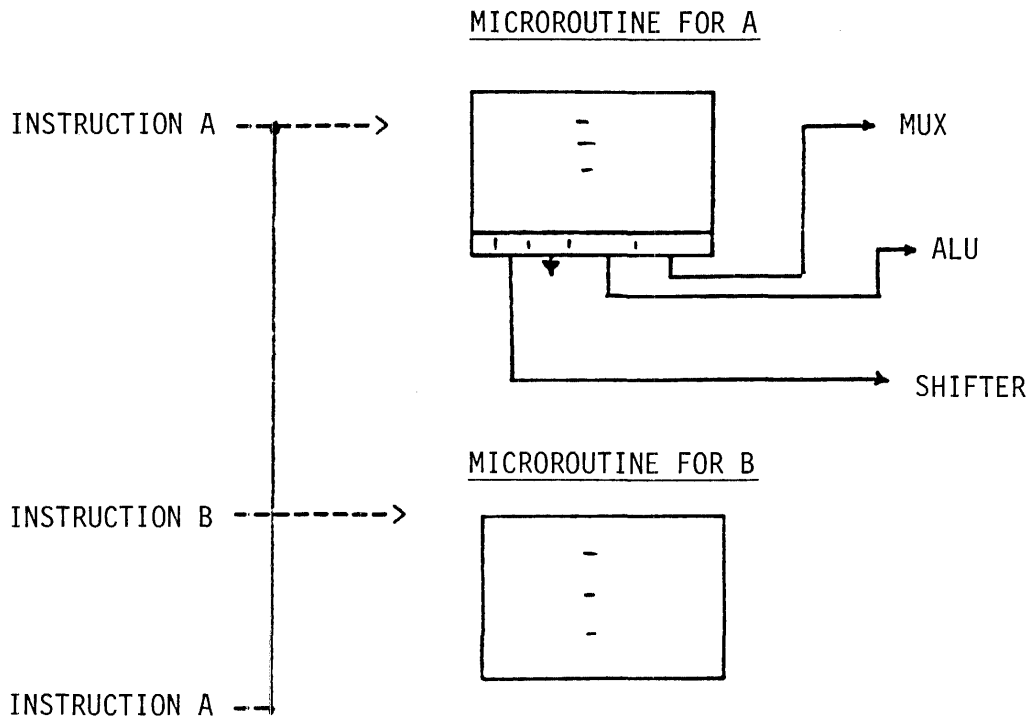 MICROROUTINE FOR A
INSTRUCTION A
MUX
ALU
SHIFTER
MICROROUTINE FOR B
INSTRUCTION B
INSTRUCTION A